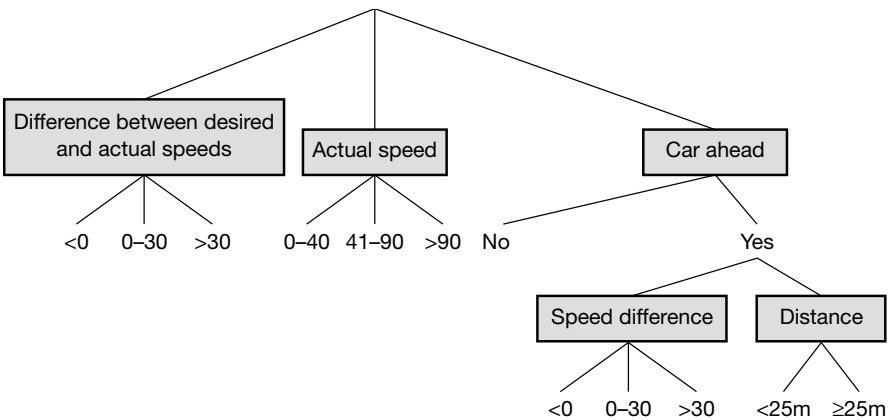 Difference between desired
and actual speeds
Actual speed
Car ahead
<0 0–30 >30
0–40 41–90 >90
No
Yes
Speed difference
Distance
<0 0–30 >30
<25m ≥25m